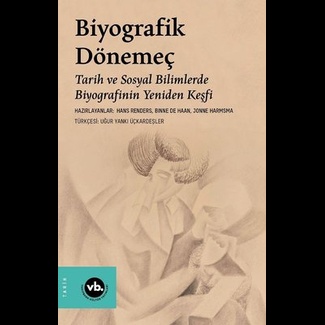 Biyografik
Dönemeç
Tarih ve Sosyal Bilimlerde
Biyografinin Yeniden Keşfi
HAZIRLAYANLAR: HANS RENDERS, BINNE DE HAAN, JONNE HARMSMA
TÜRKÇESİ: UĞUR YANKI ÜÇKARDEŞLER
TARİH
vb.